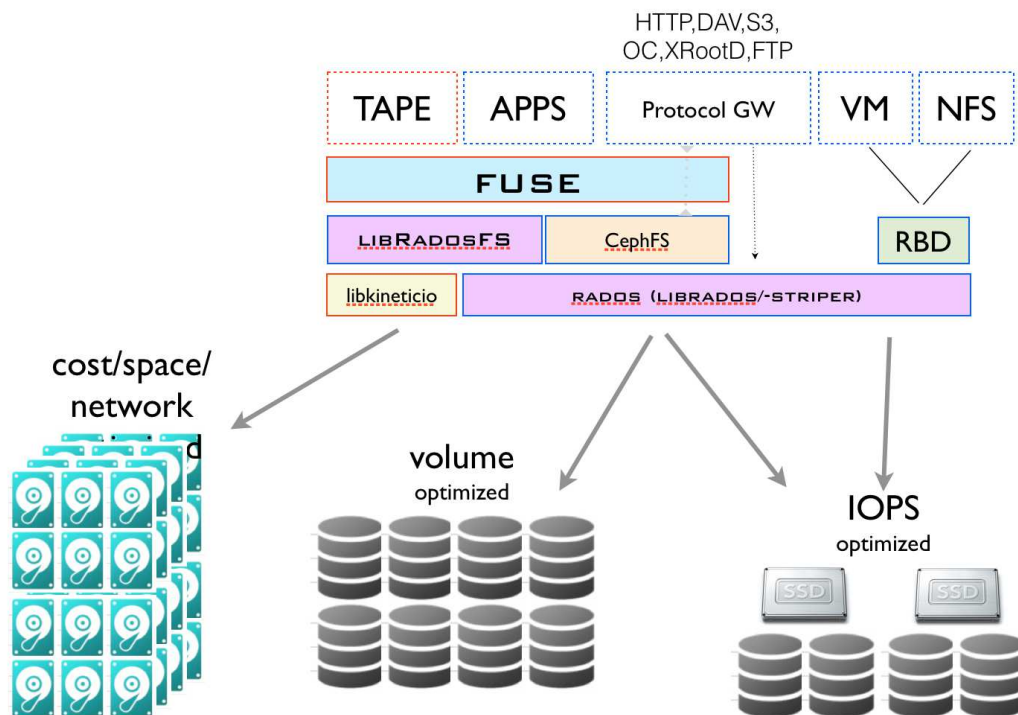 HTTP,DAV,S3,
OC,XRootD,FTP
TAPE
APPS
Protocol GW
VM
NFS
FUSE
LIBRADOSFS
CephFS
RBD
libkineticio
RADOS (LIBRADOS/-STRIPER)
cost/space/
network
volume
optimized
IOPS
optimized
SSD
SSD